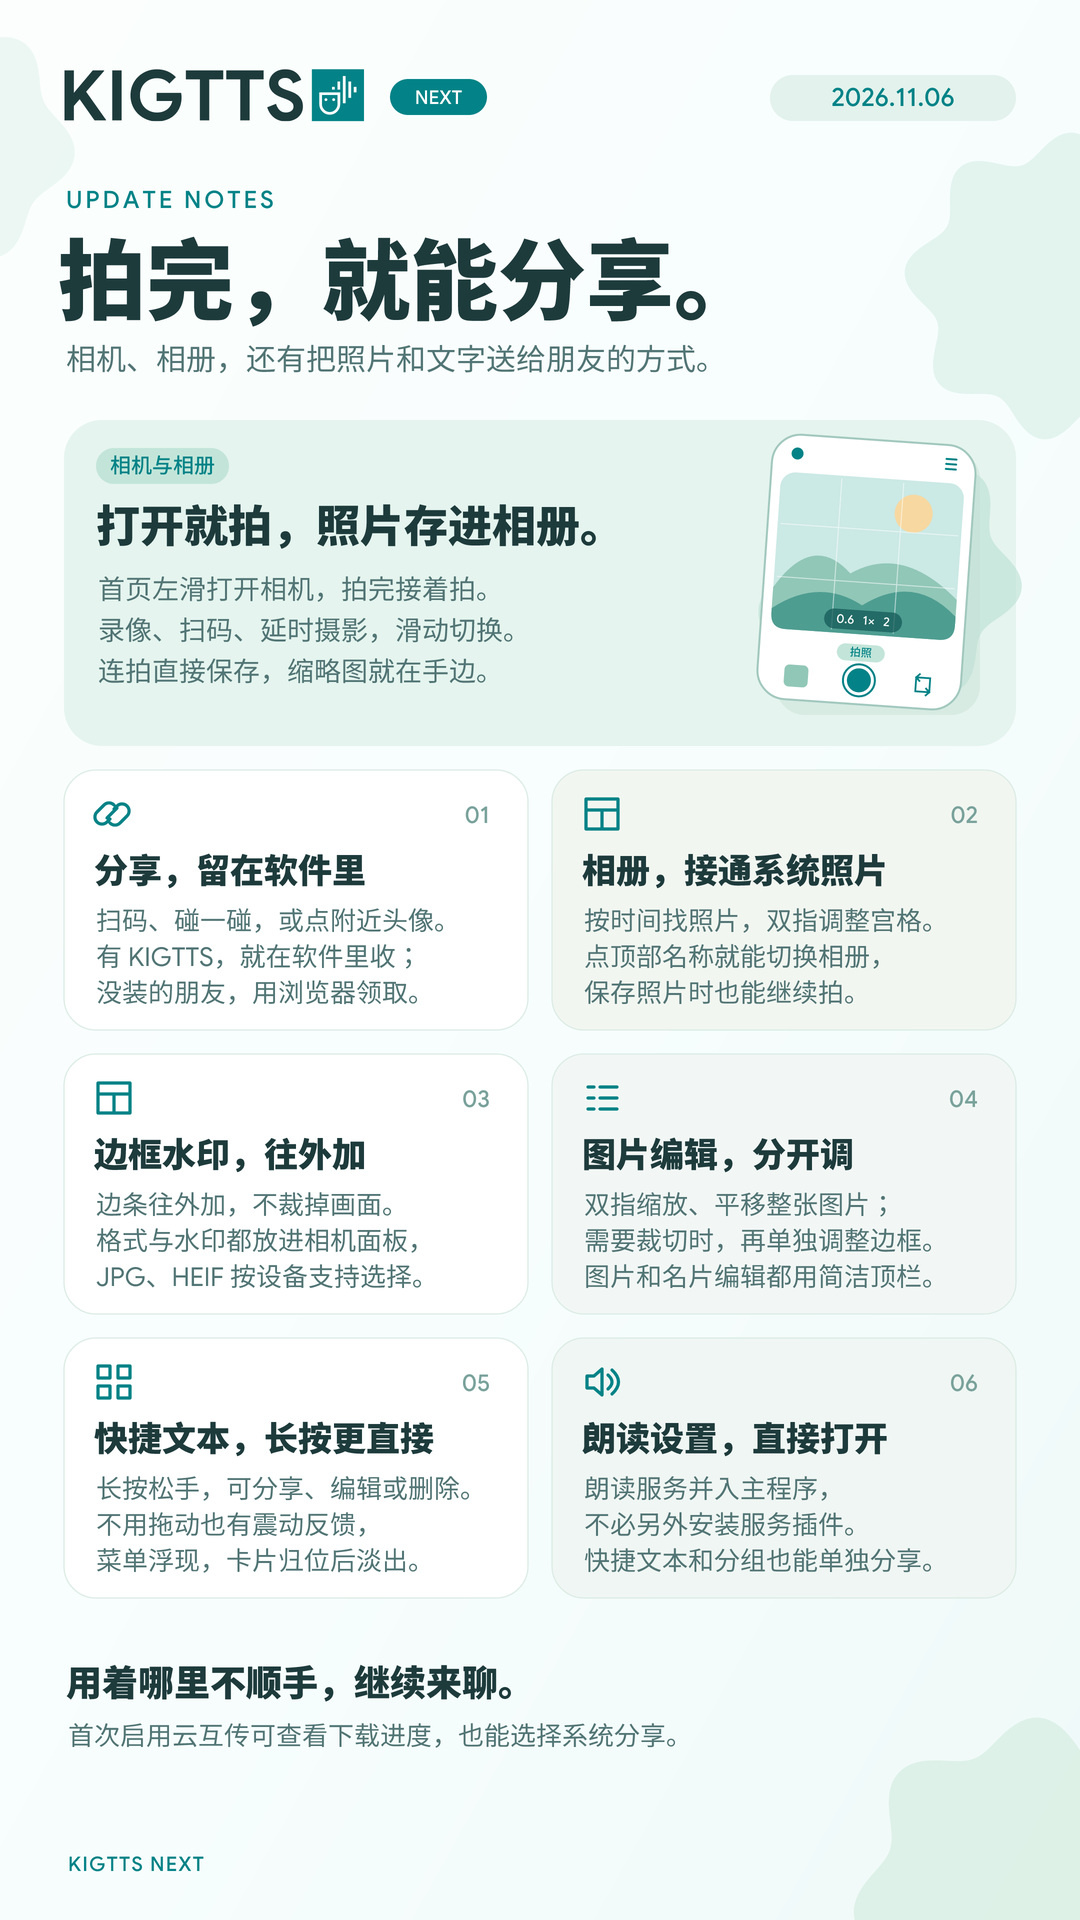 KIGTTS NEXT 2026.11.06
UPDATE NOTES
拍完，就能分享。
相机、相册，还有把照片和文字送给朋友的方式。
相机与相册
打开就拍，照片存进相册。
首页左滑打开相机，拍完接着拍。
录像、扫码、延时摄影，滑动切换。
连拍直接保存，缩略图就在手边。
0.6 1× 2
拍照
01
分享，留在软件里
扫码、碰一碰，或点附近头像。
有 KIGTTS，就在软件里收；
没装的朋友，用浏览器领取。
02
相册，接通系统照片
按时间找照片，双指调整宫格。
点顶部名称就能切换相册，
保存照片时也能继续拍。
03
边框水印，往外加
边条往外加，不裁掉画面。
格式与水印都放进相机面板，
JPG、HEIF 按设备支持选择。
04
图片编辑，分开调
双指缩放、平移整张图片；
需要裁切时，再单独调整边框。
图片和名片编辑都用简洁顶栏。
05
快捷文本，长按更直接
长按松手，可分享、编辑或删除。
不用拖动也有震动反馈，
菜单浮现，卡片归位后淡出。
06
朗读设置，直接打开
朗读服务并入主程序，
不必另外安装服务插件。
快捷文本和分组也能单独分享。
用着哪里不顺手，继续来聊。
首次启用云互传可查看下载进度，也能选择系统分享。
KIGTTS NEXT